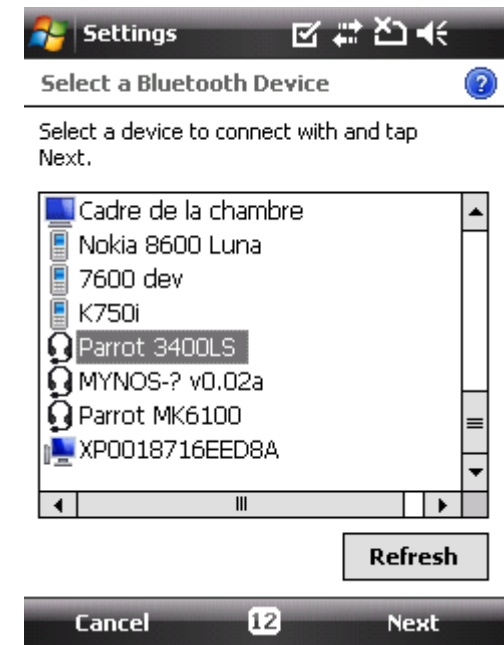 Settings
Select a Bluetooth Device
?
Select a device to connect with and tap
Next.
Cadre de la chambre
Nokia 8600 Luna
7600 dev
K750i
Parrot 3400LS
MYNOS-? v0.02a
Parrot MK6100
XP0018716EED8A
Refresh
Cancel 12 Next